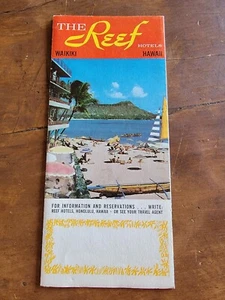 THE Reef
HOTELS
WAIKIKI HAWAII
FOR INFORMATION AND RESERVATIONS . . . WRITE:
REEF HOTELS, HONOLULU, HAWAII - OR SEE YOUR TRAVEL AGENT